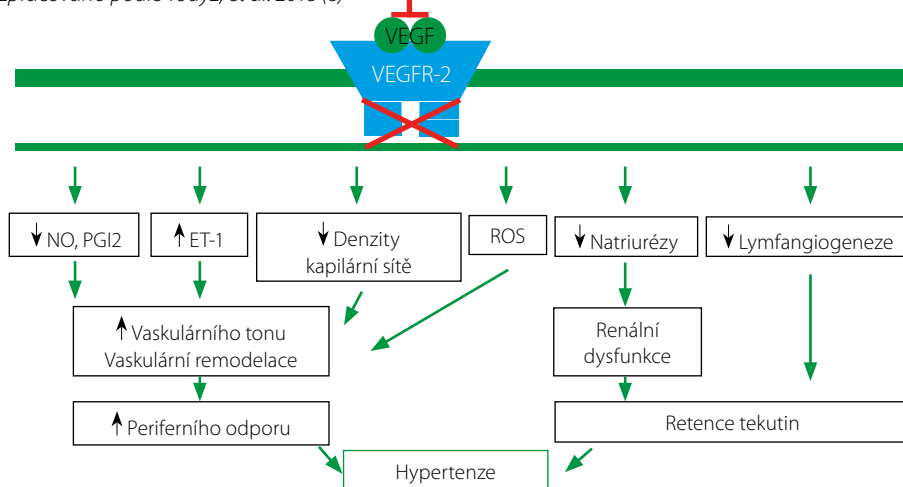 VEGF
VEGFR-2
↓ NO, PGI2
↑ ET-1
↓ Denzity
kapilární sítě
ROS
↓ Natriurézy
↓ Lymfangiogeneze
↑ Vaskulárního tonu
Vaskulární remodelace
Renální
dysfunkce
↑ Periferního odporu
Retence tekutin
Hypertenze